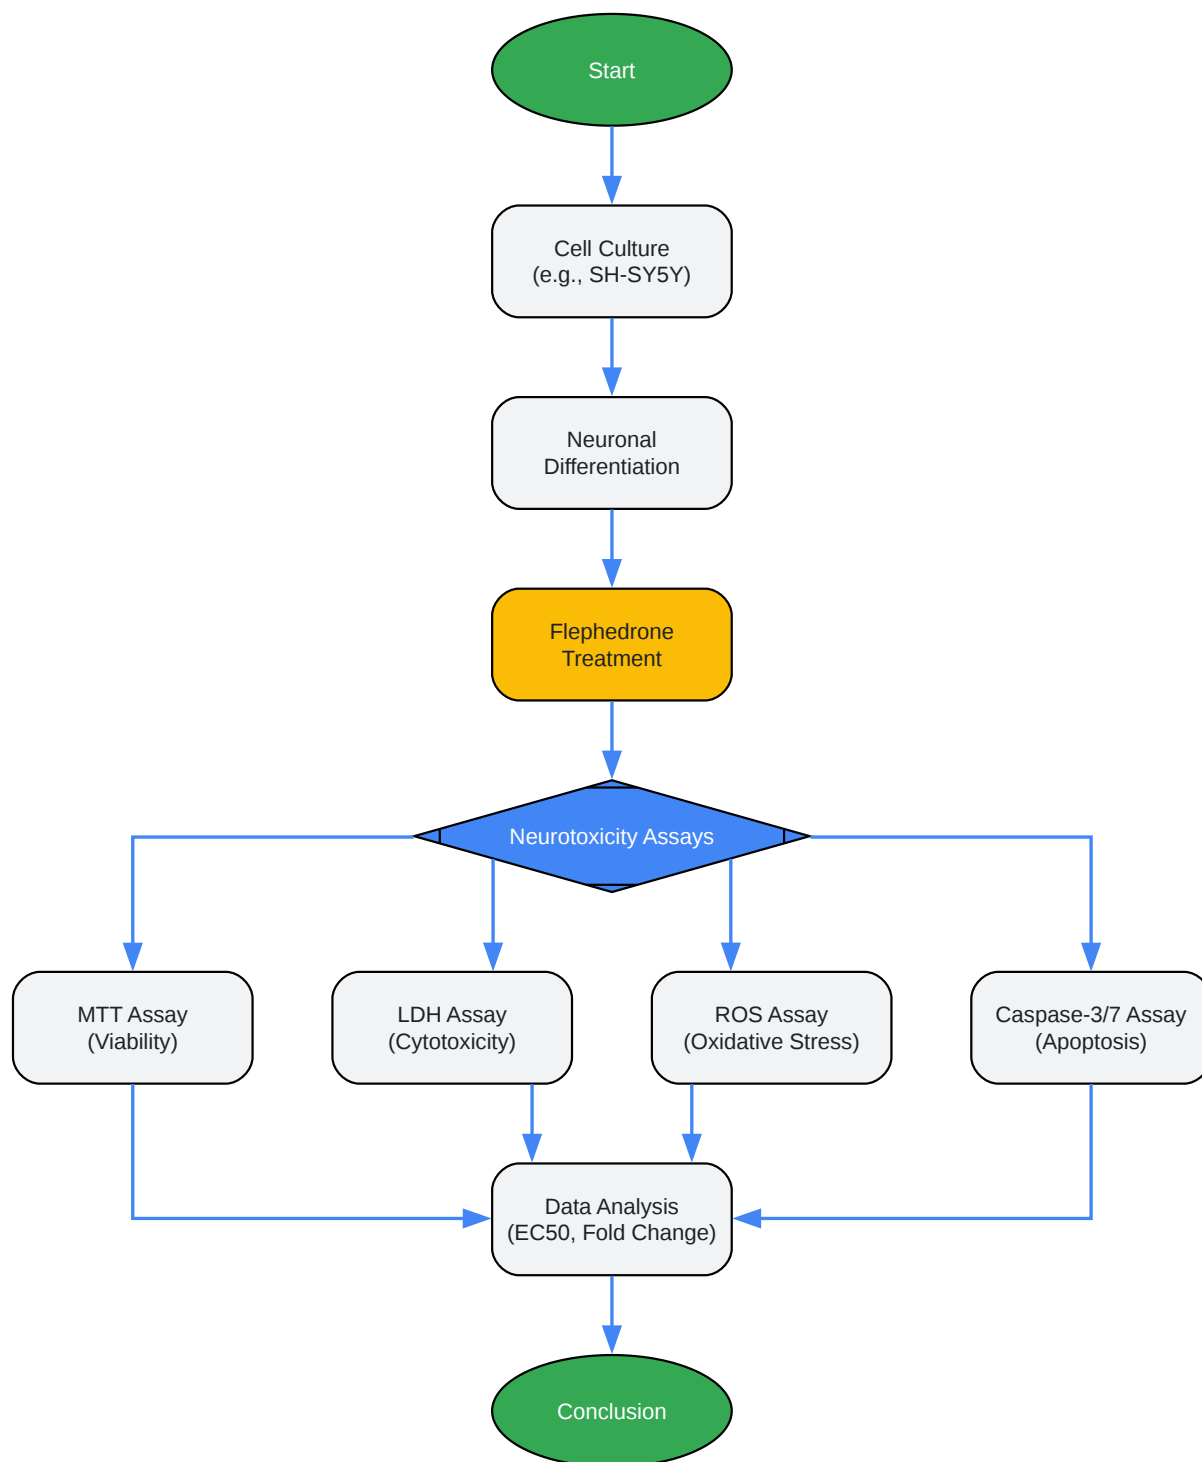 Start
Cell Culture
(e.g., SH-SY5Y)
Neuronal
Differentiation
Flephedrone
Treatment
Neurotoxicity Assays
MTT Assay
(Viability)
LDH Assay
(Cytotoxicity)
ROS Assay
(Oxidative Stress)
Caspase-3/7 Assay
(Apoptosis)
Data Analysis
(EC50, Fold Change)
Conclusion